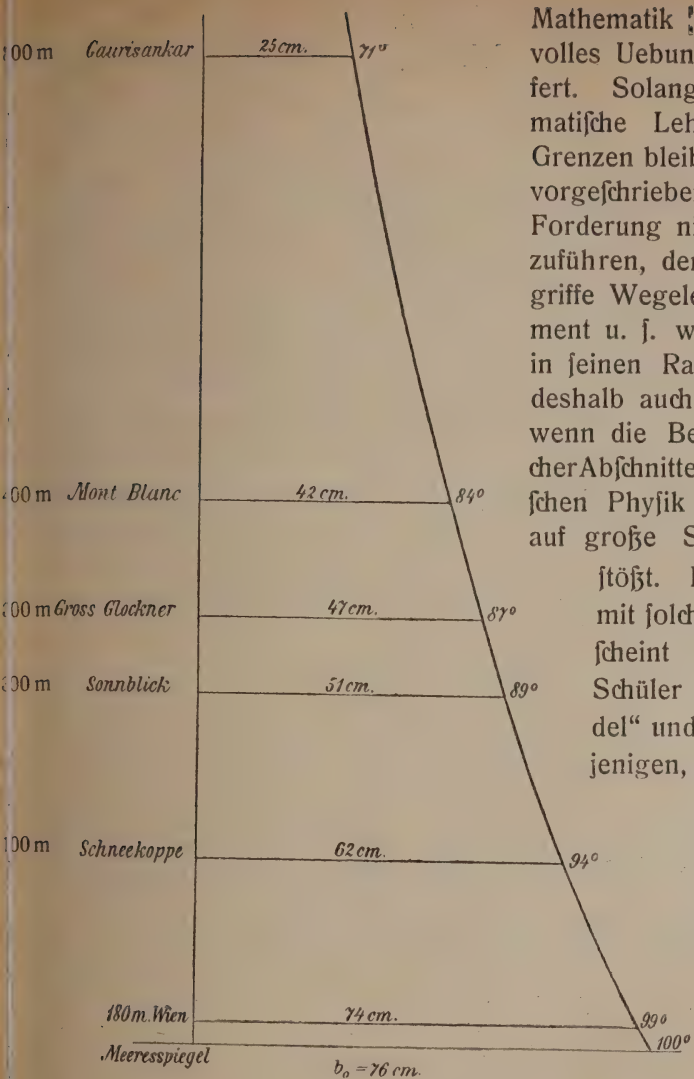 00 m Gaurisankar 25 cm. 71°
00 m Mont Blanc 42 cm. 84°
00 m Gross Glockner 47 cm. 87°
00 m Sonnblick 51 cm. 89°
00 m Schneekoppe 62 cm. 94°
180 m. Wien 74 cm. 99°
Meeresspiegel 100°
b₀ = 76 cm.
Mathematik
volles Uebun
fert. Solang
matiſche Leh
Grenzen bleib
vorgeſchriebe
Forderung n
zuführen, de
griffe Wegele
ment u. ſ. w
in ſeinen Ra
deshalb auch
wenn die Be
cherAbſchnitte
ſchen Phyſik
auf große S
ſtößt.
mit ſolch
ſcheint
Schüler
del“ und
jenigen,